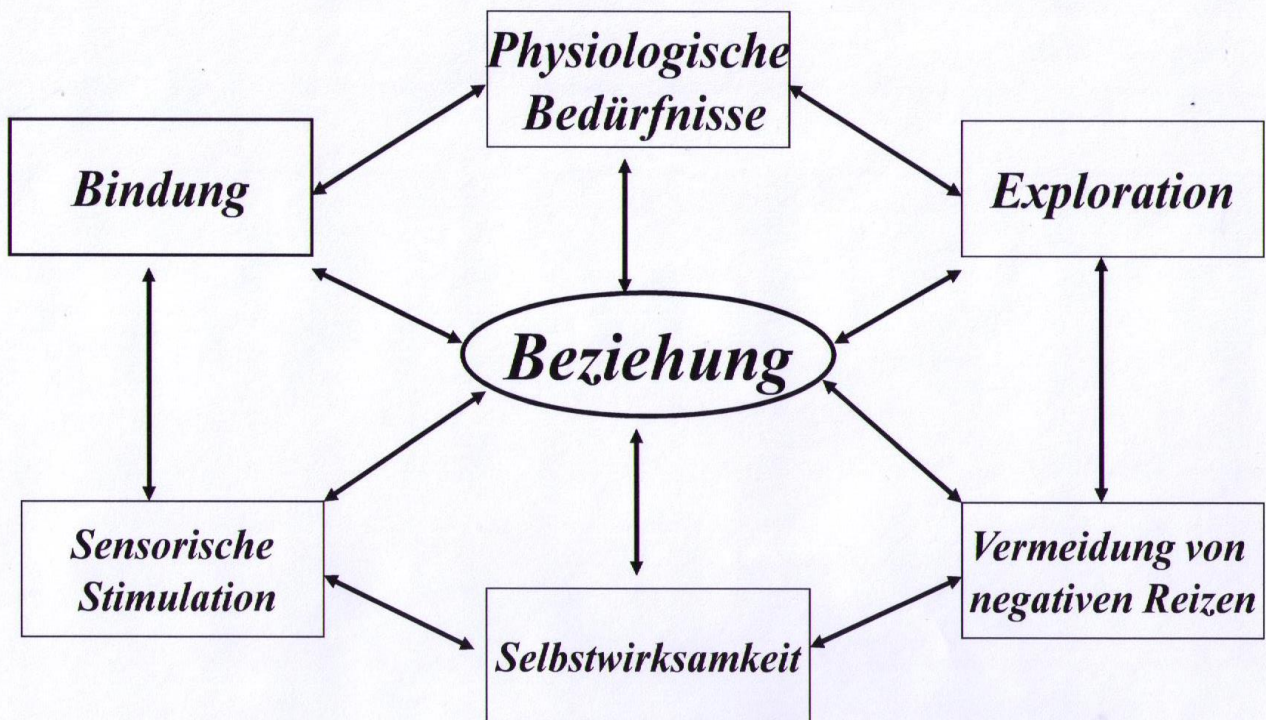 Physiologische
Bedürfnisse
Bindung
Exploration
Beziehung
Sensorische
Stimulation
Vermeidung von
negativen Reizen
Selbstwirksamkeit